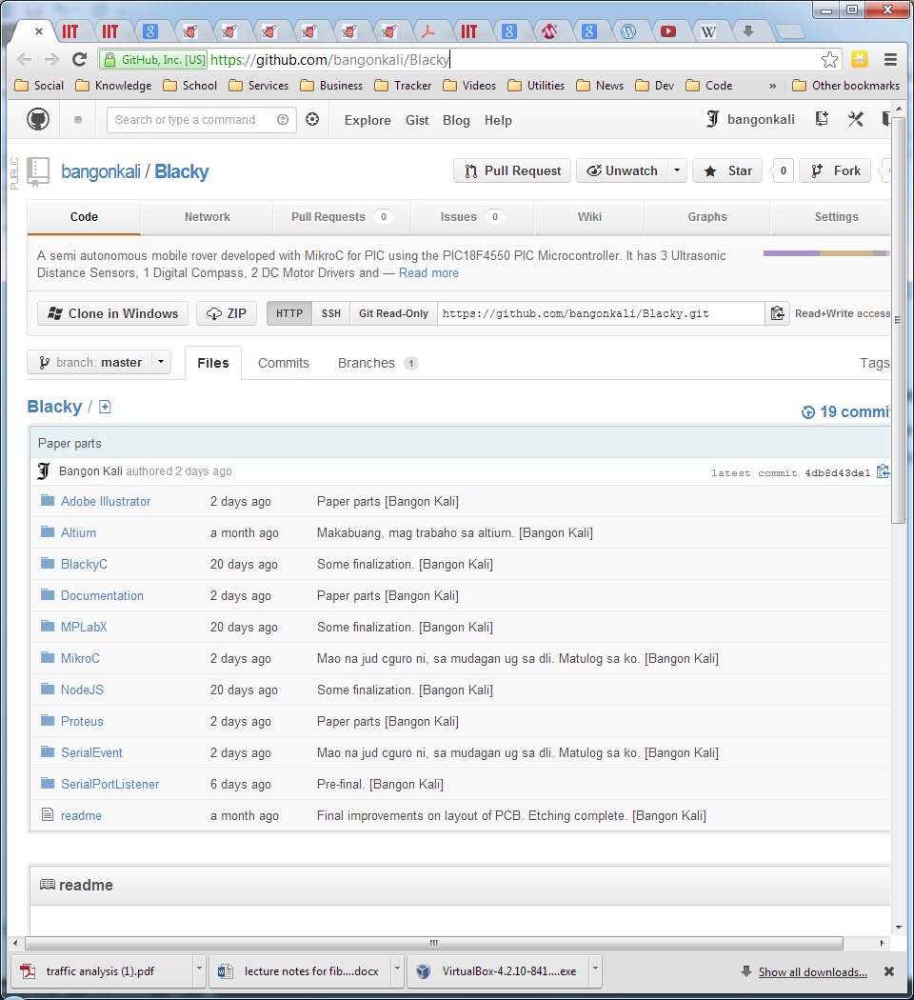 IIT IIT IIT W
GitHub, Inc. [US] https://github.com/bangonkali/Blacky
Social Knowledge School Services Business Tracker Videos Utilities News Dev Code » Other bookmarks
Search or type a command Explore Gist Blog Help bangonkali
PUBLIC
bangonkali / Blacky Pull Request Unwatch Star 0 Fork
Code Network Pull Requests 0 Issues 0 Wiki Graphs Settings
A semi autonomous mobile rover developed with MikroC for PIC using the PIC18F4550 PIC Microcontroller. It has 3 Ultrasonic
Distance Sensors, 1 Digital Compass, 2 DC Motor Drivers and — Read more
Clone in Windows ZIP HTTP SSH Git Read-Only https://github.com/bangonkali/Blacky.git Read+Write access
branch: master Files Commits Branches 1 Tags
Blacky / 19 commi
Paper parts
Bangon Kali authored 2 days ago latest commit 4db8d43de1
Adobe Illustrator 2 days ago Paper parts [Bangon Kali]
Altium a month ago Makabuang, mag trabaho sa altium. [Bangon Kali]
BlackyC 20 days ago Some finalization. [Bangon Kali]
Documentation 2 days ago Paper parts [Bangon Kali]
MPLabX 20 days ago Some finalization. [Bangon Kali]
MikroC 2 days ago Mao na jud cguro ni, sa mudagan ug sa dli. Matulog sa ko. [Bangon Kali]
NodeJS 20 days ago Some finalization. [Bangon Kali]
Proteus 2 days ago Paper parts [Bangon Kali]
SerialEvent 2 days ago Mao na jud cguro ni, sa mudagan ug sa dli. Matulog sa ko. [Bangon Kali]
SerialPortListener 6 days ago Pre-final. [Bangon Kali]
readme a month ago Final improvements on layout of PCB. Etching complete. [Bangon Kali]
readme
traffic analysis (1).pdf lecture notes for fib....docx VirtualBox-4.2.10-841....exe Show all downloads...